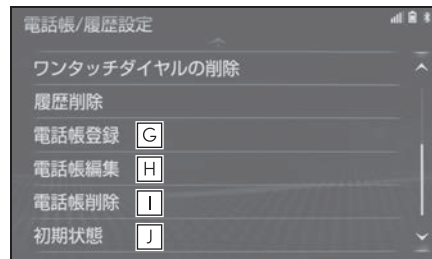 電話帳/履歴設定
ワンタッチダイヤルの削除
履歴削除
電話帳登録 G
電話帳編集 H
電話帳削除 I
初期状態 J